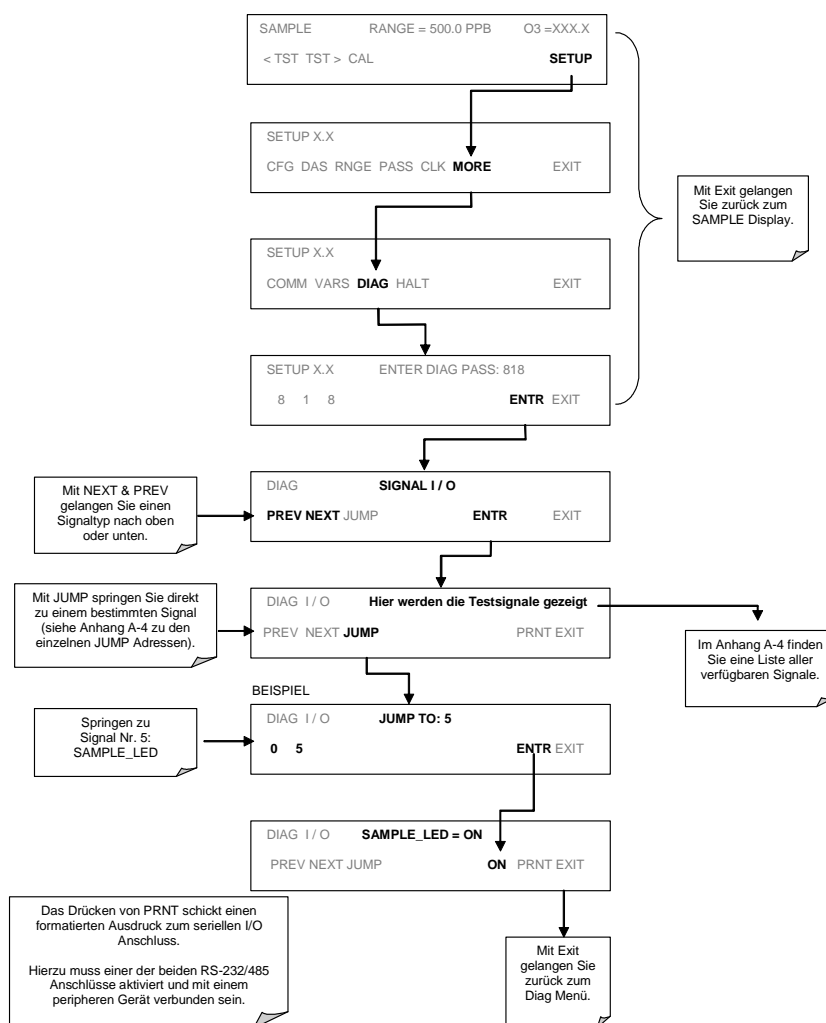 SAMPLE RANGE = 500.0 PPB O3 =XXX.X
< TST TST > CAL SETUP
SETUP X.X
CFG DAS RNGE PASS CLK MORE EXIT
Mit Exit gelangen
Sie zurück zum
SAMPLE Display.
SETUP X.X
COMM VARS DIAG HALT EXIT
SETUP X.X ENTER DIAG PASS: 818
8 1 8 ENTR EXIT
Mit NEXT & PREV
gelangen Sie einen
Signaltyp nach oben
oder unten.
DIAG SIGNAL I / O
PREV NEXT JUMP ENTR EXIT
Mit JUMP springen Sie direkt
zu einem bestimmten Signal
(siehe Anhang A-4 zu den
einzelnen JUMP Adressen).
DIAG I / O Hier werden die Testsignale gezeigt
PREV NEXT JUMP PRNT EXIT
Im Anhang A-4 finden
Sie eine Liste aller
verfügbaren Signale.
BEISPIEL
Springen zu
Signal Nr. 5:
SAMPLE_LED
DIAG I / O JUMP TO: 5
0 5 ENTR EXIT
DIAG I / O SAMPLE_LED = ON
PREV NEXT JUMP ON PRNT EXIT
Das Drücken von PRNT schickt einen
formatierten Ausdruck zum seriellen I/O
Anschluss.
Hierzu muss einer der beiden RS-232/485
Anschlüsse aktiviert und mit einem
peripheren Gerät verbunden sein.
Mit Exit
gelangen Sie
zurück zum
Diag Menü.